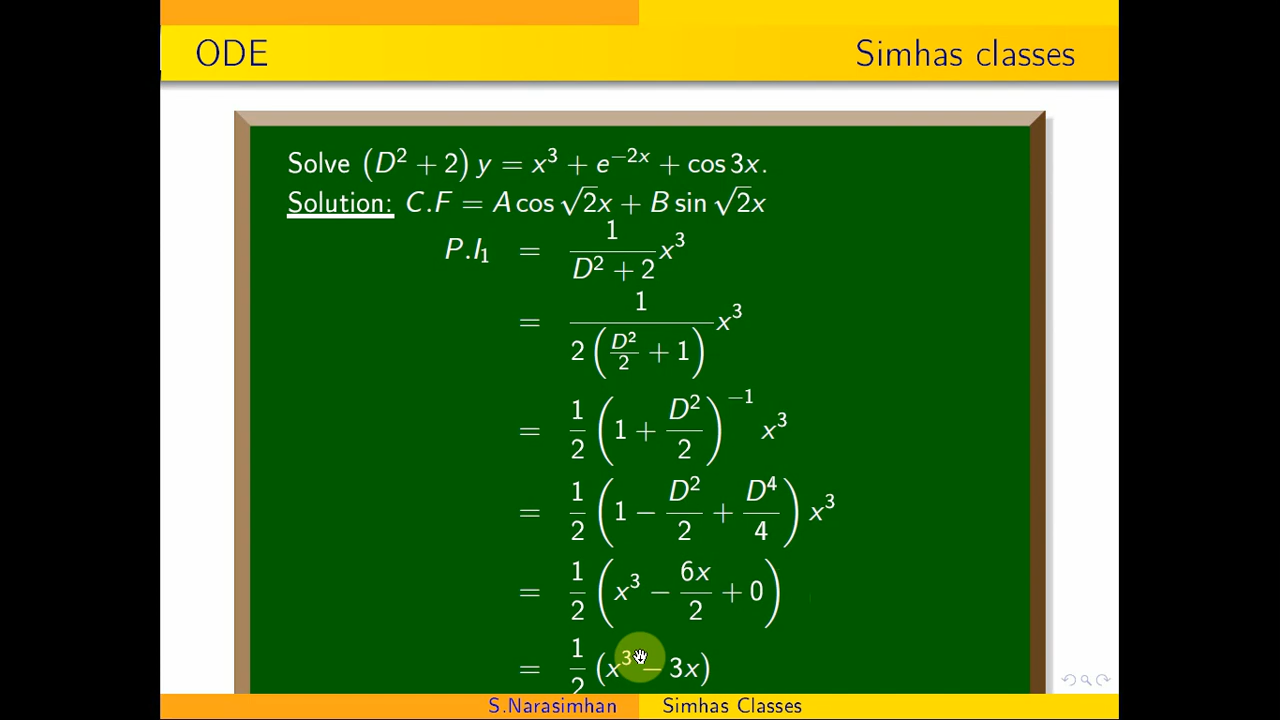 ODE Simhas classes
Solve (D² + 2) y = x³ + e⁻²ˣ + cos 3x.
Solution: C.F = A cos √2x + B sin √2x
P.I₁ = 1/(D² + 2) x³
= 1/(2(D²/2 + 1)) x³
= 1/2 (1 + D²/2)⁻¹ x³
= 1/2 (1 − D²/2 + D⁴/4) x³
= 1/2 (x³ − 6x/2 + 0)
= 1/2 (x³ − 3x)
S.Narasimhan Simhas Classes